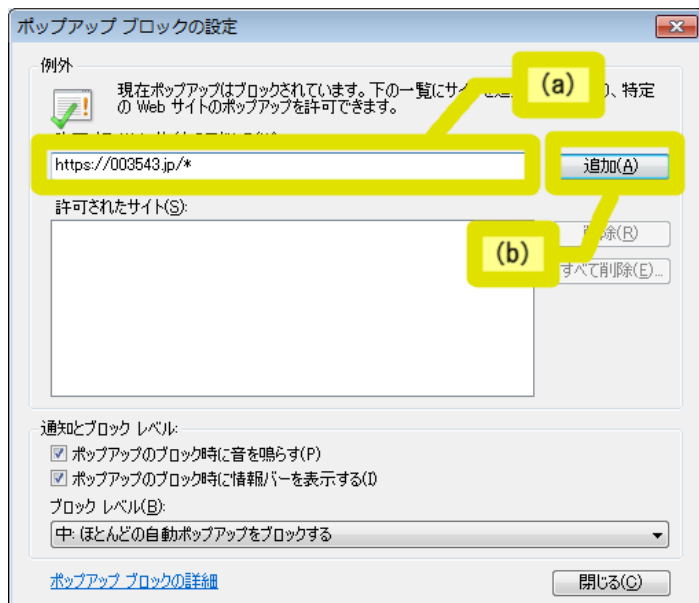 ポップアップ ブロックの設定
例外
現在ポップアップはブロックされています。下の一覧にサイ
、特定
の Web サイトのポップアップを許可できます。
(a)
https://003543.jp/*
追加(A)
許可されたサイト(S):
除(R)
(b)
すべて削除(E)...
通知とブロック レベル:
ポップアップのブロック時に音を鳴らす(P)
ポップアップのブロック時に情報バーを表示する(I)
ブロック レベル(B):
中: ほとんどの自動ポップアップをブロックする
ポップアップ ブロックの詳細
閉じる(C)